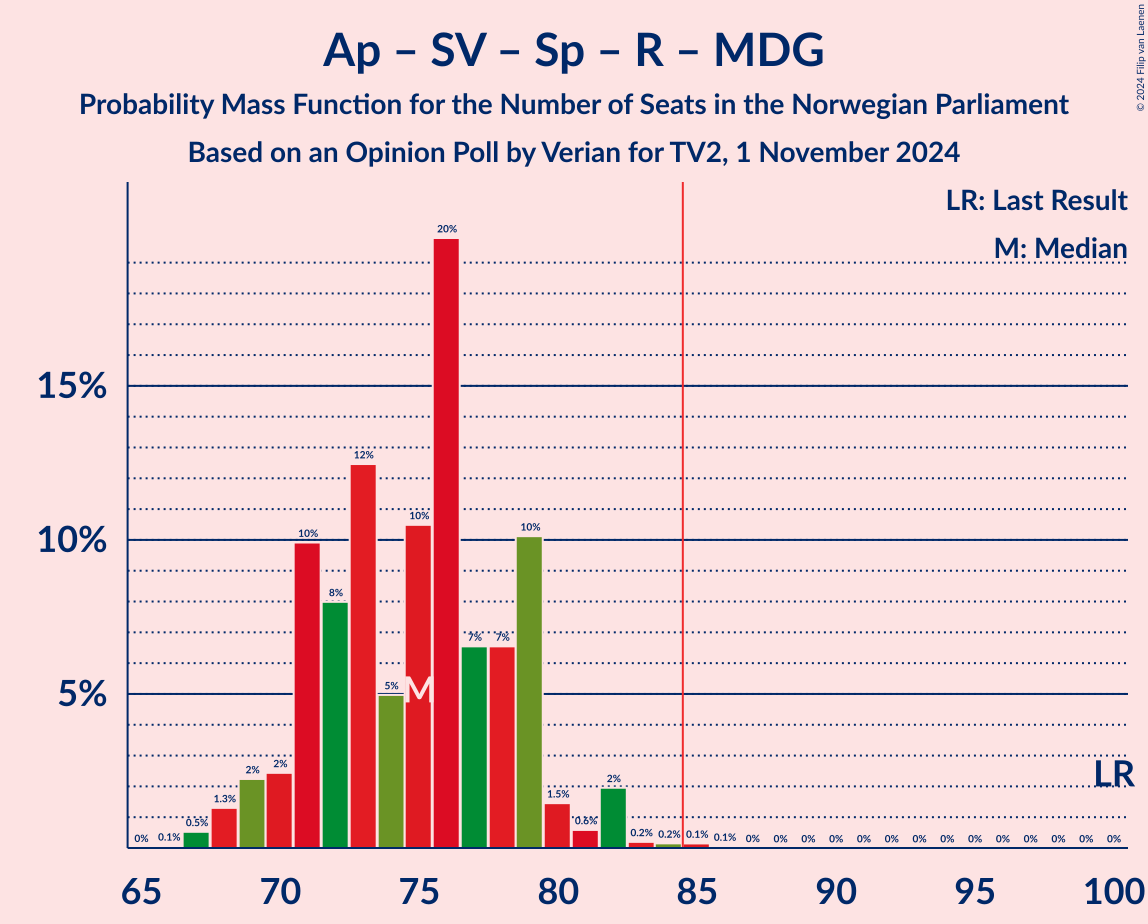 Ap – SV – Sp – R – MDG
Probability Mass Function for the Number of Seats in the Norwegian Parliament
Based on an Opinion Poll by Verian for TV2, 1 November 2024
© 2024 Filip van Laenen
LR: Last Result
M: Median
15%
10%
5%
0% 0.1% 0.5% 1.3% 2% 2% 10% 8% 12% 5% 10% 20% 7% 7% 10% 1.5% 0.6% 2% 0.2% 0.2% 0.1% 0.1% 0% 0% 0% 0% 0% 0% 0% 0% 0% 0% 0% 0% 0% 0%
M
LR
65 70 75 80 85 90 95 100